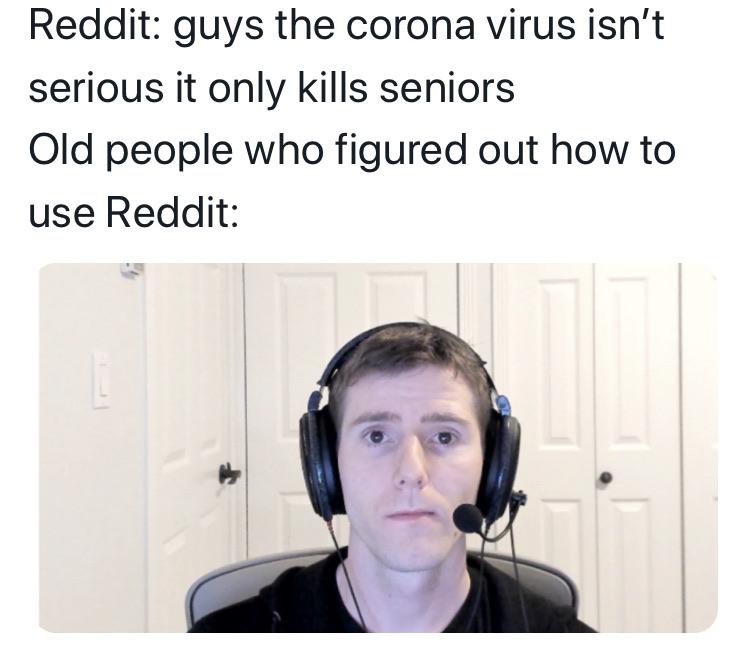 Reddit: guys the corona virus isn’t
serious it only kills seniors
Old people who figured out how to
use Reddit: